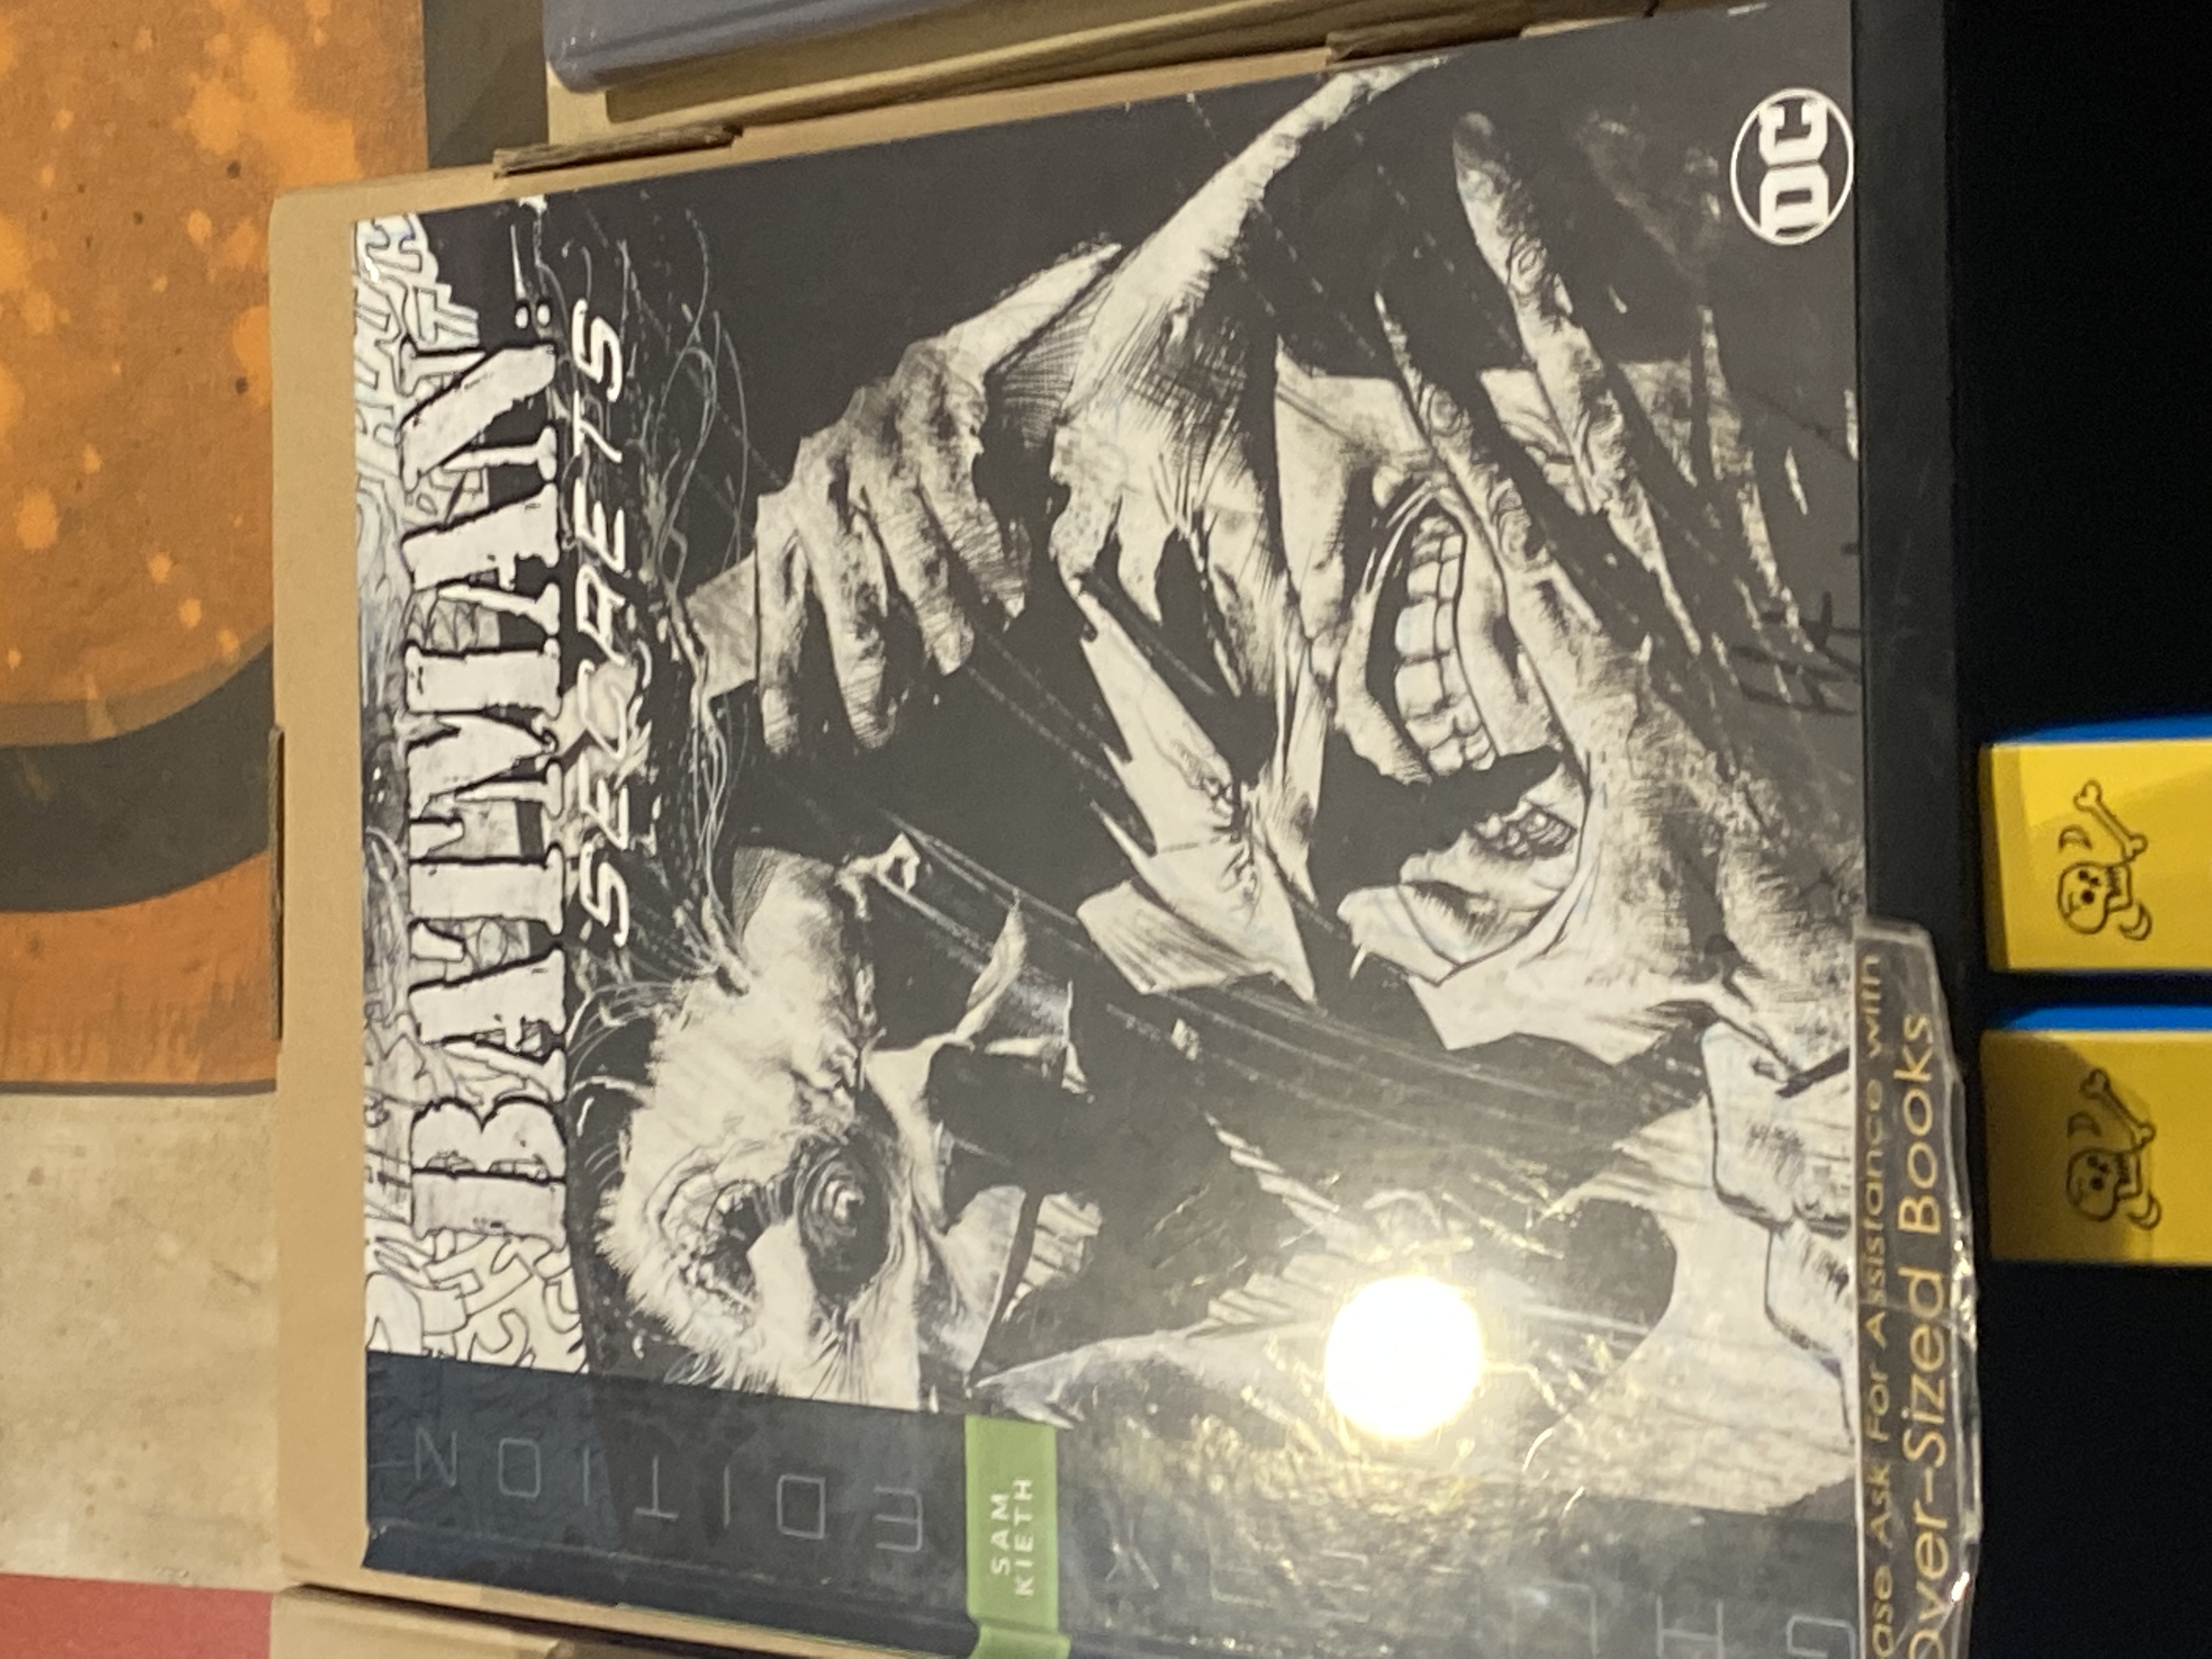 BATMAN:
SECRETS
EDITION
SAM
KIETH
DC
ase Ask For Assistance with
Over-Sized Books